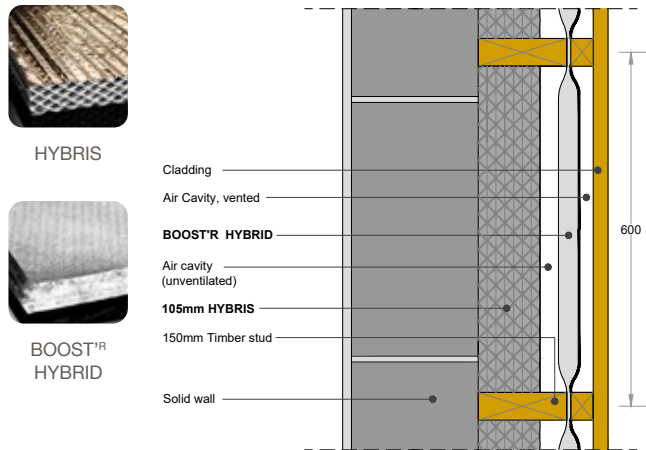 HYBRIS
BOOST'R
HYBRID
Cladding
Air Cavity, vented
BOOST'R HYBRID
Air cavity
(unventilated)
105mm HYBRIS
150mm Timber stud
Solid wall
600